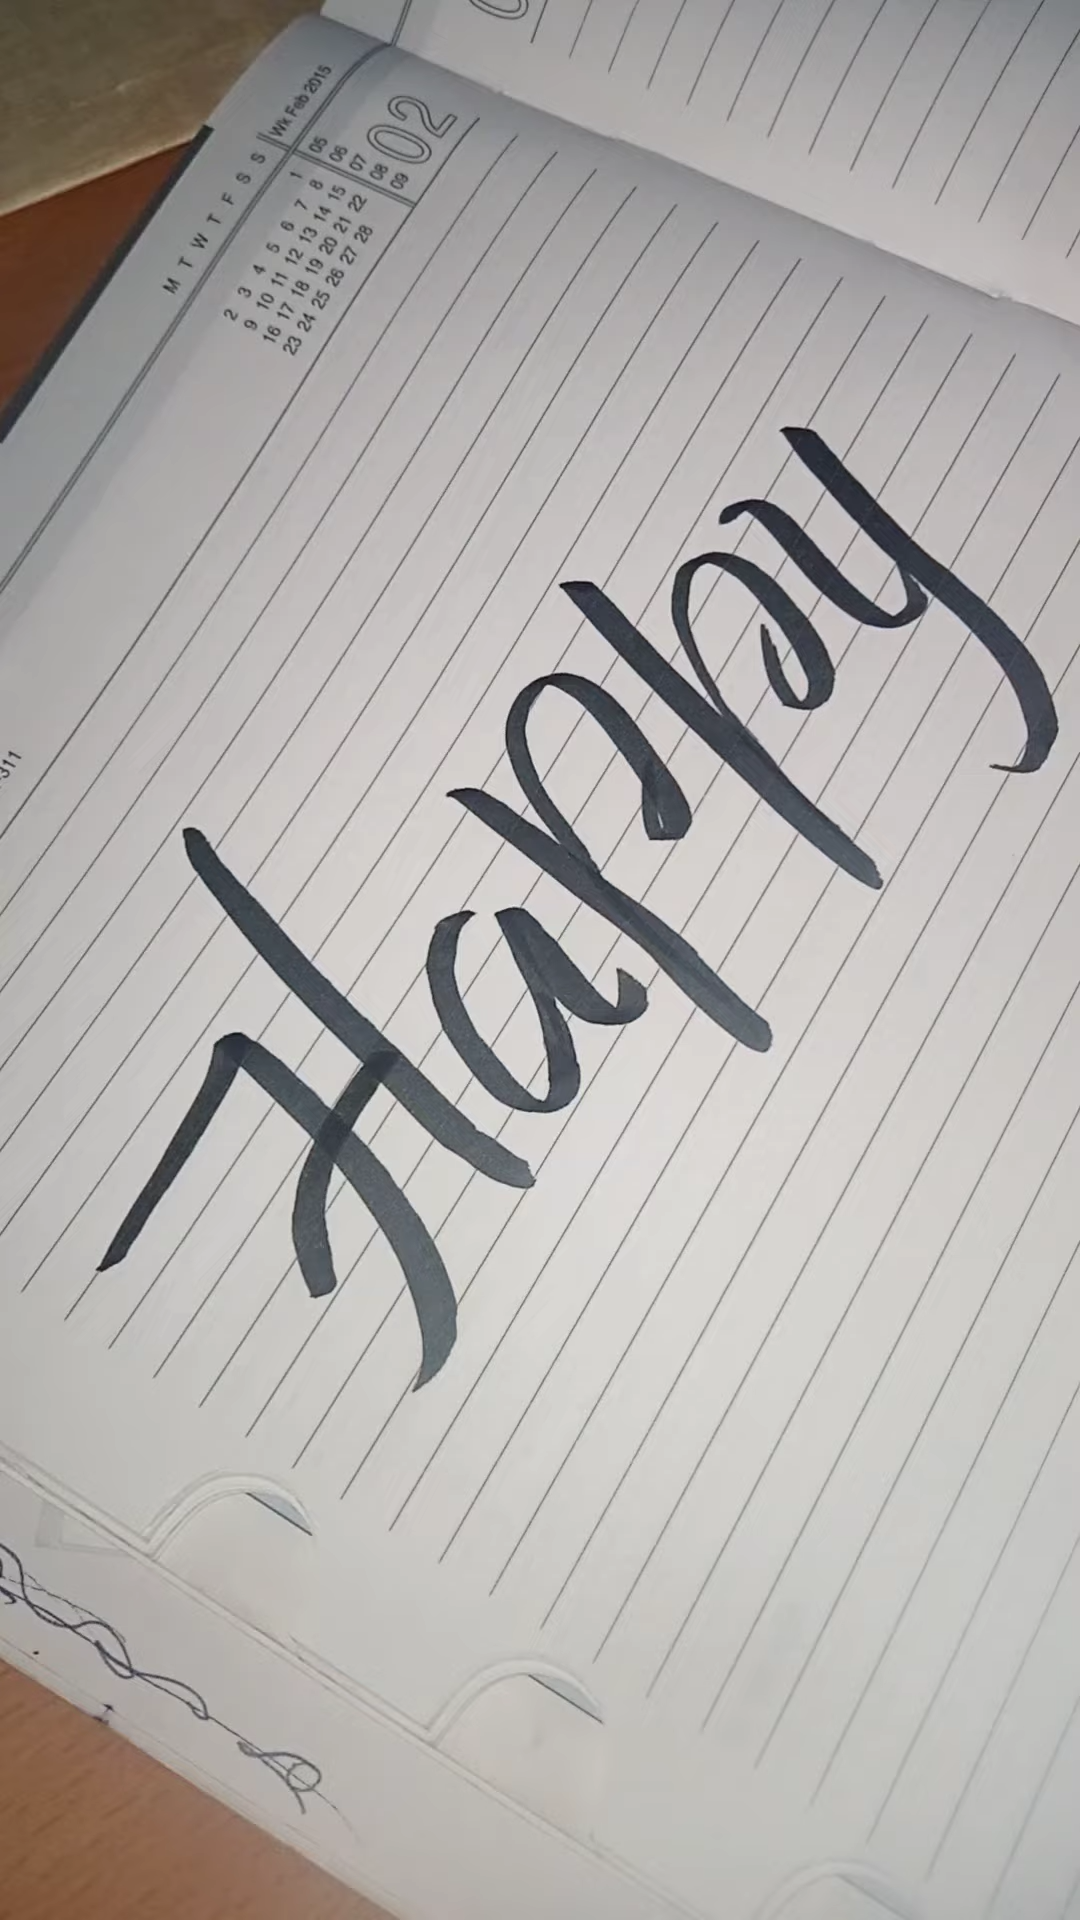 Wk Feb 2015
M T W T F S S
05 1
06 2 3 4 5 6 7 8
07 9 10 11 12 13 14 15
08 16 17 18 19 20 21 22
09 23 24 25 26 27 28
02
311
Happy